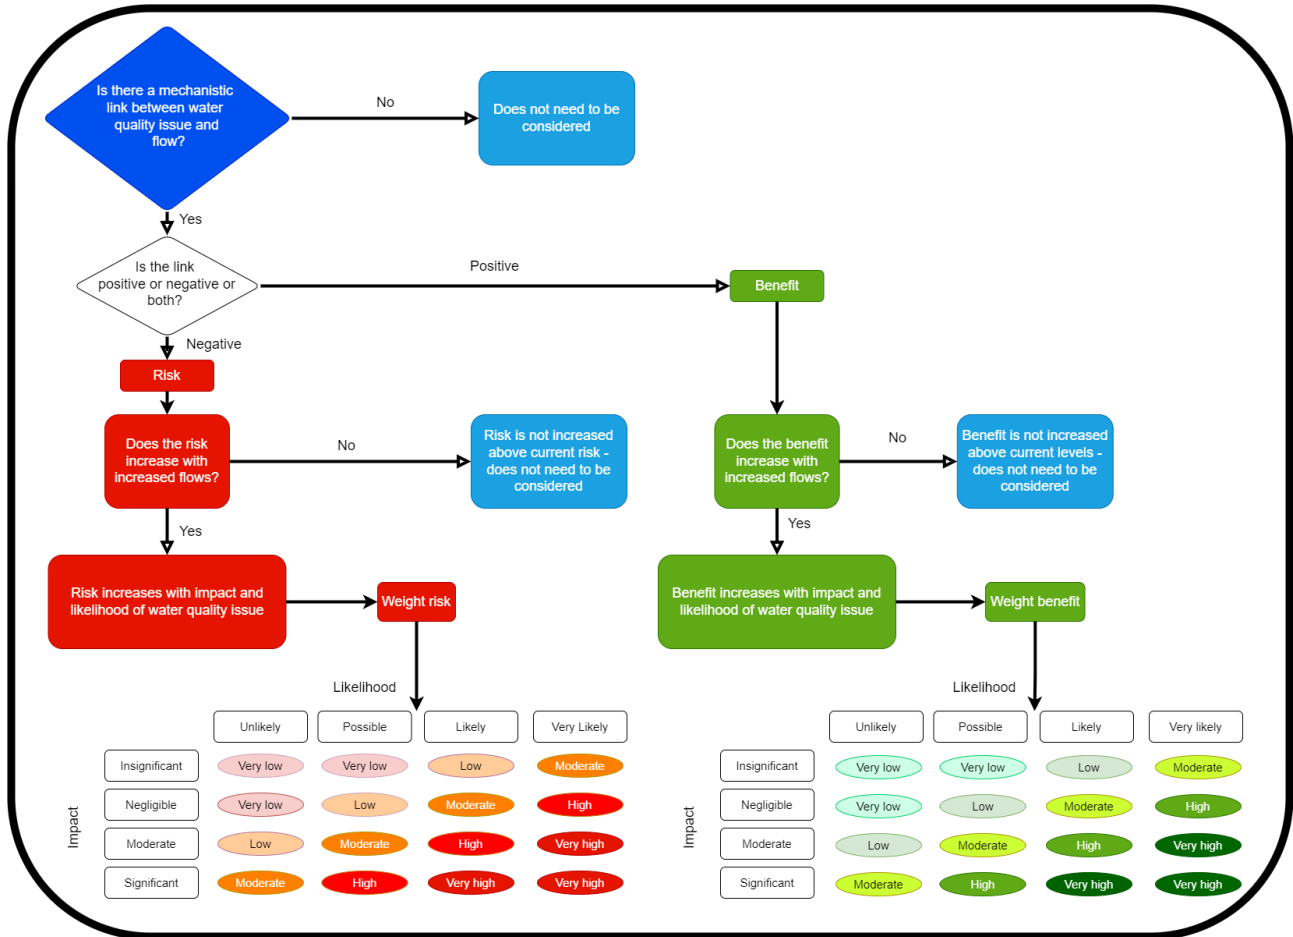 Is there a mechanistic
link between water
quality issue and
flow?
No
Does not need to be
considered
Yes
Is the link
positive or negative or
both?
Positive
Benefit
Negative
Risk
Does the risk
increase with
increased flows?
No
Risk is not increased
above current risk -
does not need to be
considered
Does the benefit
increase with
increased flows?
No
Benefit is not increased
above current levels -
does not need to be
considered
Yes
Yes
Risk increases with impact and
likelihood of water quality issue
Weight risk
Benefit increases with impact and
likelihood of water quality issue
Weight benefit
Likelihood
Unlikely Possible Likely Very Likely
Impact
Insignificant Very low Very low Low Moderate
Negligible Very low Low Moderate High
Moderate Low Moderate High Very high
Significant Moderate High Very high Very high
Likelihood
Unlikely Possible Likely Very likely
Impact
Insignificant Very low Very low Low Moderate
Negligible Very low Low Moderate High
Moderate Low Moderate High Very high
Significant Moderate High Very high Very high